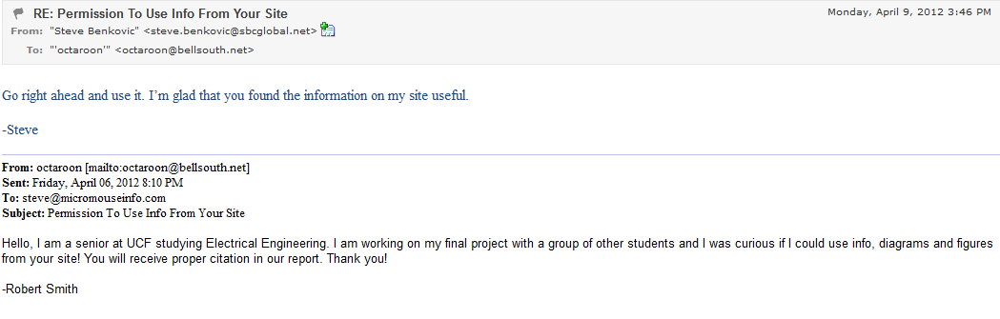 RE: Permission To Use Info From Your Site
Monday, April 9, 2012 3:46 PM
From: "Steve Benkovic" <steve.benkovic@sbcglobal.net>
To: "'octaroon'" <octaroon@bellsouth.net>
Go right ahead and use it. I'm glad that you found the information on my site useful.
-Steve
From: octaroon [mailto:octaroon@bellsouth.net]
Sent: Friday, April 06, 2012 8:10 PM
To: steve@micromouseinfo.com
Subject: Permission To Use Info From Your Site
Hello, I am a senior at UCF studying Electrical Engineering. I am working on my final project with a group of other students and I was curious if I could use info, diagrams and figures
from your site! You will receive proper citation in our report. Thank you!
-Robert Smith